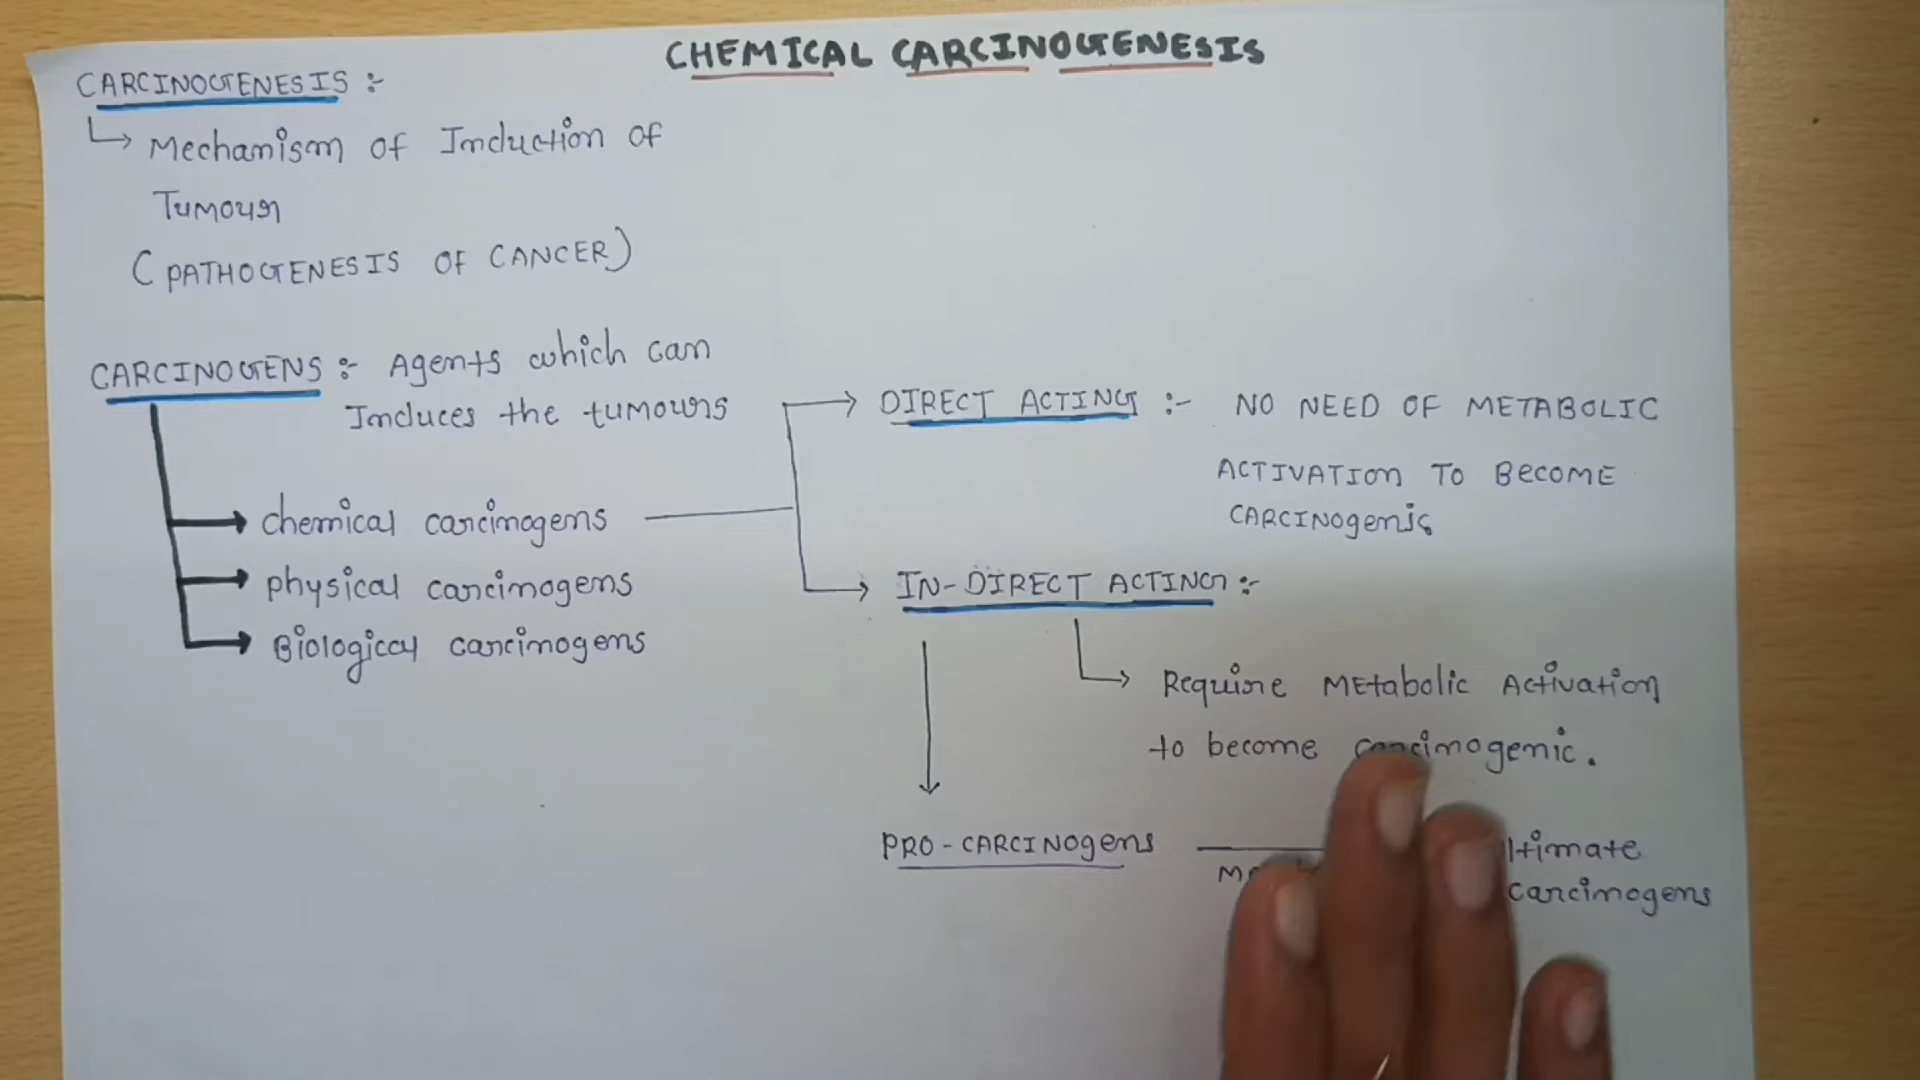 CHEMICAL CARCINOGENESIS
CARCINOGENESIS :-
Mechanism of Induction of
Tumour
(PATHOGENESIS OF CANCER)
CARCINOGENS :- Agents which can
Induces the tumours
chemical carcinogens
physical carcinogens
Biological carcinogens
DIRECT ACTING :- NO NEED OF METABOLIC
ACTIVATION TO BECOME
CARCINOgenic
IN-DIRECT ACTING :-
Require METabolic Activation
to become carcinogenic.
PRO-CARCINOgens
carcinogens